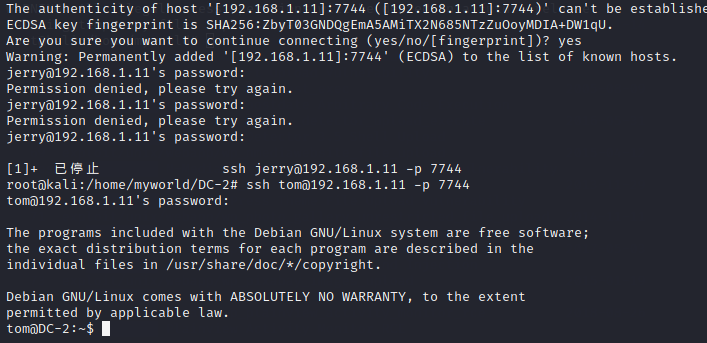 The authenticity of host '[192.168.1.11]:7744 ([192.168.1.11]:7744)' can't be establishe
ECDSA key fingerprint is SHA256:ZbyT03GNDQgEmA5AMiTX2N685NTzZuOoyMDIA+DW1qU.
Are you sure you want to continue connecting (yes/no/[fingerprint])? yes
Warning: Permanently added '[192.168.1.11]:7744' (ECDSA) to the list of known hosts.
jerry@192.168.1.11's password:
Permission denied, please try again.
jerry@192.168.1.11's password:
Permission denied, please try again.
jerry@192.168.1.11's password:
[1]+ 已停止 ssh jerry@192.168.1.11 -p 7744
root@kali:/home/myworld/DC-2# ssh tom@192.168.1.11 -p 7744
tom@192.168.1.11's password:
The programs included with the Debian GNU/Linux system are free software;
the exact distribution terms for each program are described in the
individual files in /usr/share/doc/*/copyright.
Debian GNU/Linux comes with ABSOLUTELY NO WARRANTY, to the extent
permitted by applicable law.
tom@DC-2:~$